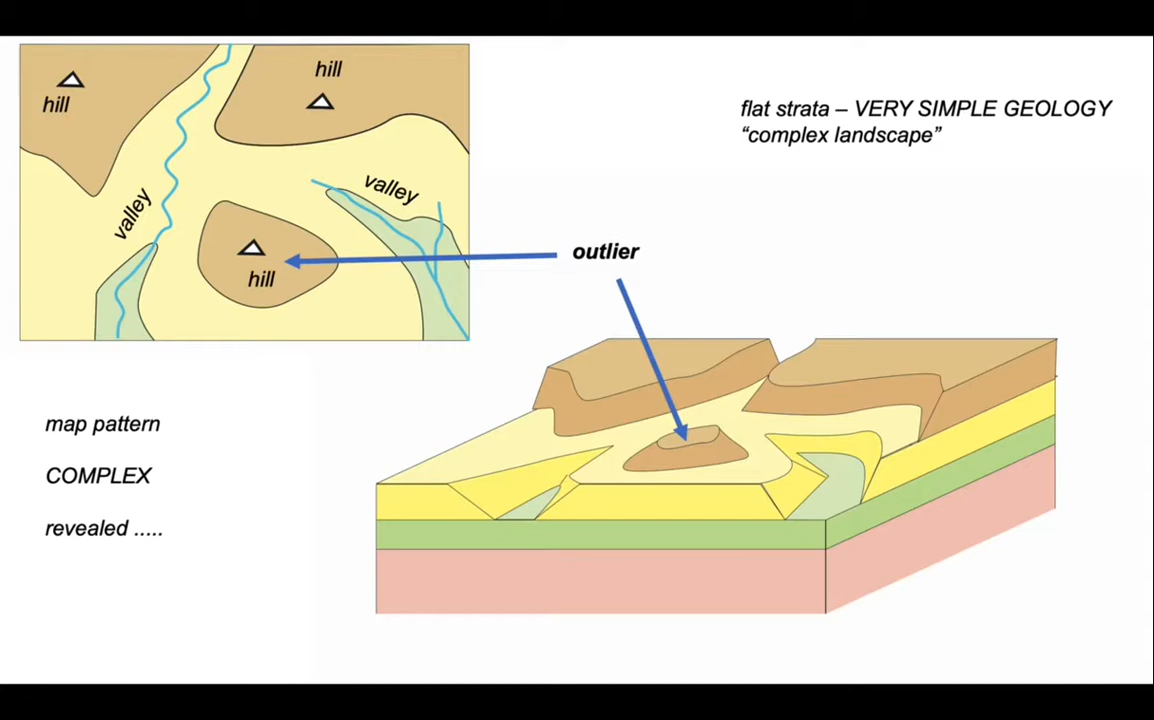 hill
hill
valley
valley
hill
flat strata – VERY SIMPLE GEOLOGY
“complex landscape”
outlier
map pattern
COMPLEX
revealed .....